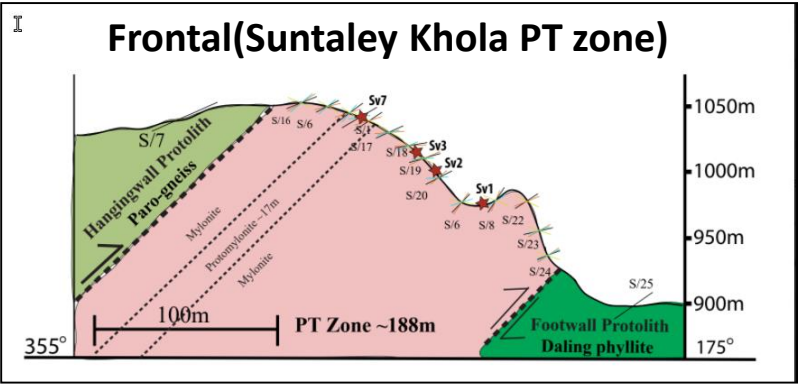 Frontal(Suntaley Khola PT zone)
Sv7
1050m
S/16
S/6
S/1
S/7
S/17
S/18
Sv3
Hangingwall Protolith
Paro-gneiss
S/19
Sv2
1000m
S/20
Sv1
Mylonite
Protomylonite ~17m
Mylonite
S/6
S/8
S/22
S/23
950m
S/24
S/25
900m
100m
PT Zone ~188m
Footwall Protolith
Daling phyllite
355°
175°